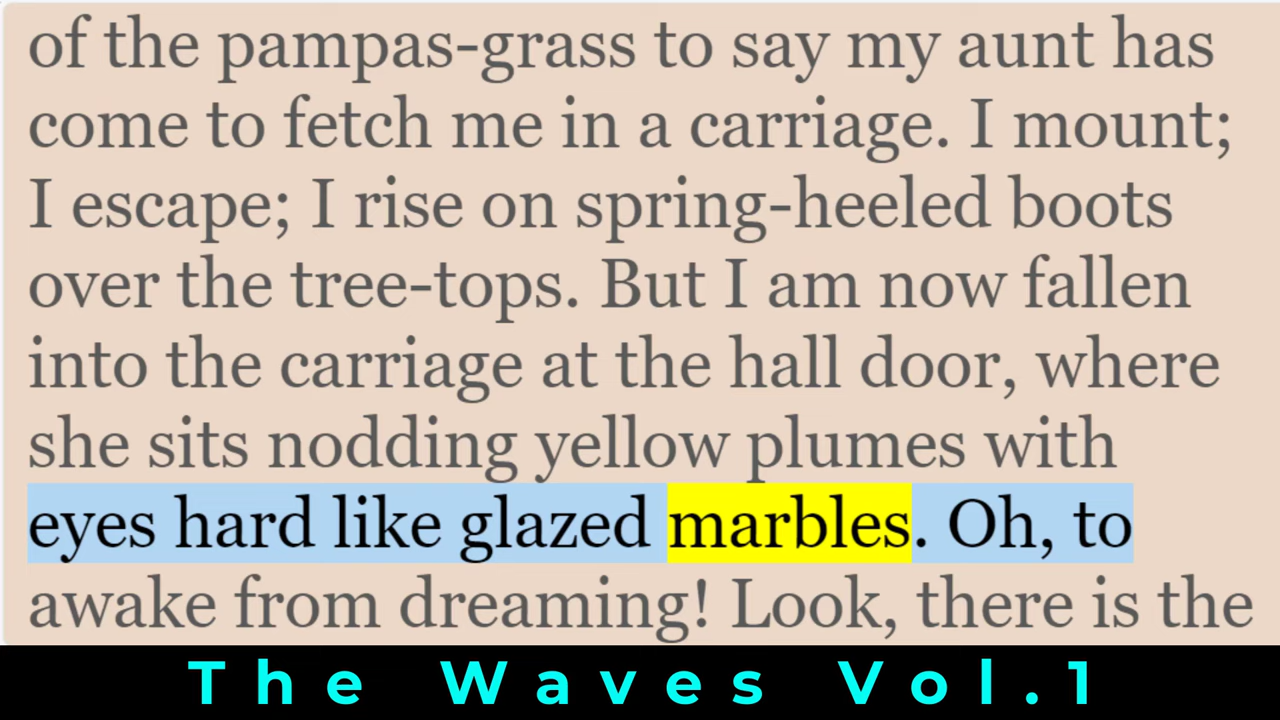 of the pampas-grass to say my aunt has
come to fetch me in a carriage. I mount;
I escape; I rise on spring-heeled boots
over the tree-tops. But I am now fallen
into the carriage at the hall door, where
she sits nodding yellow plumes with
eyes hard like glazed marbles. Oh, to
awake from dreaming! Look, there is the
The Waves Vol.1